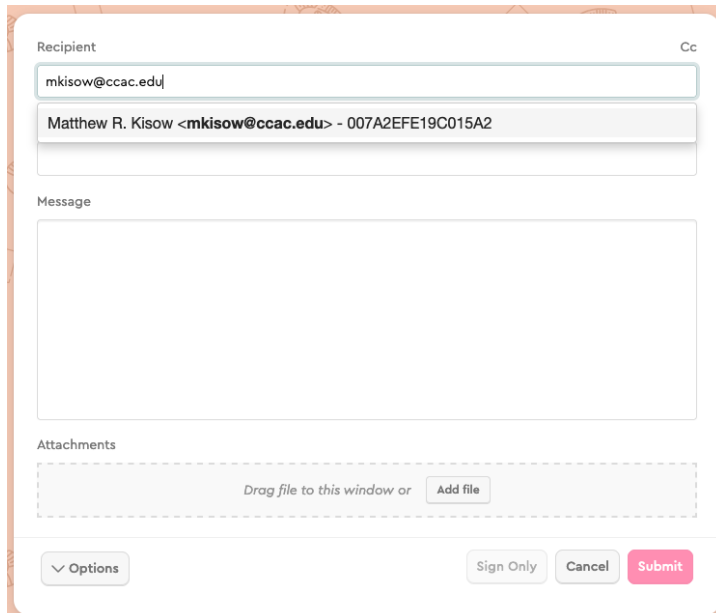 Recipient Cc
mkisow@ccac.edu
Matthew R. Kisow <mkisow@ccac.edu> - 007A2EFE19C015A2
Message
Attachments
Drag file to this window or Add file
Options Sign Only Cancel Submit